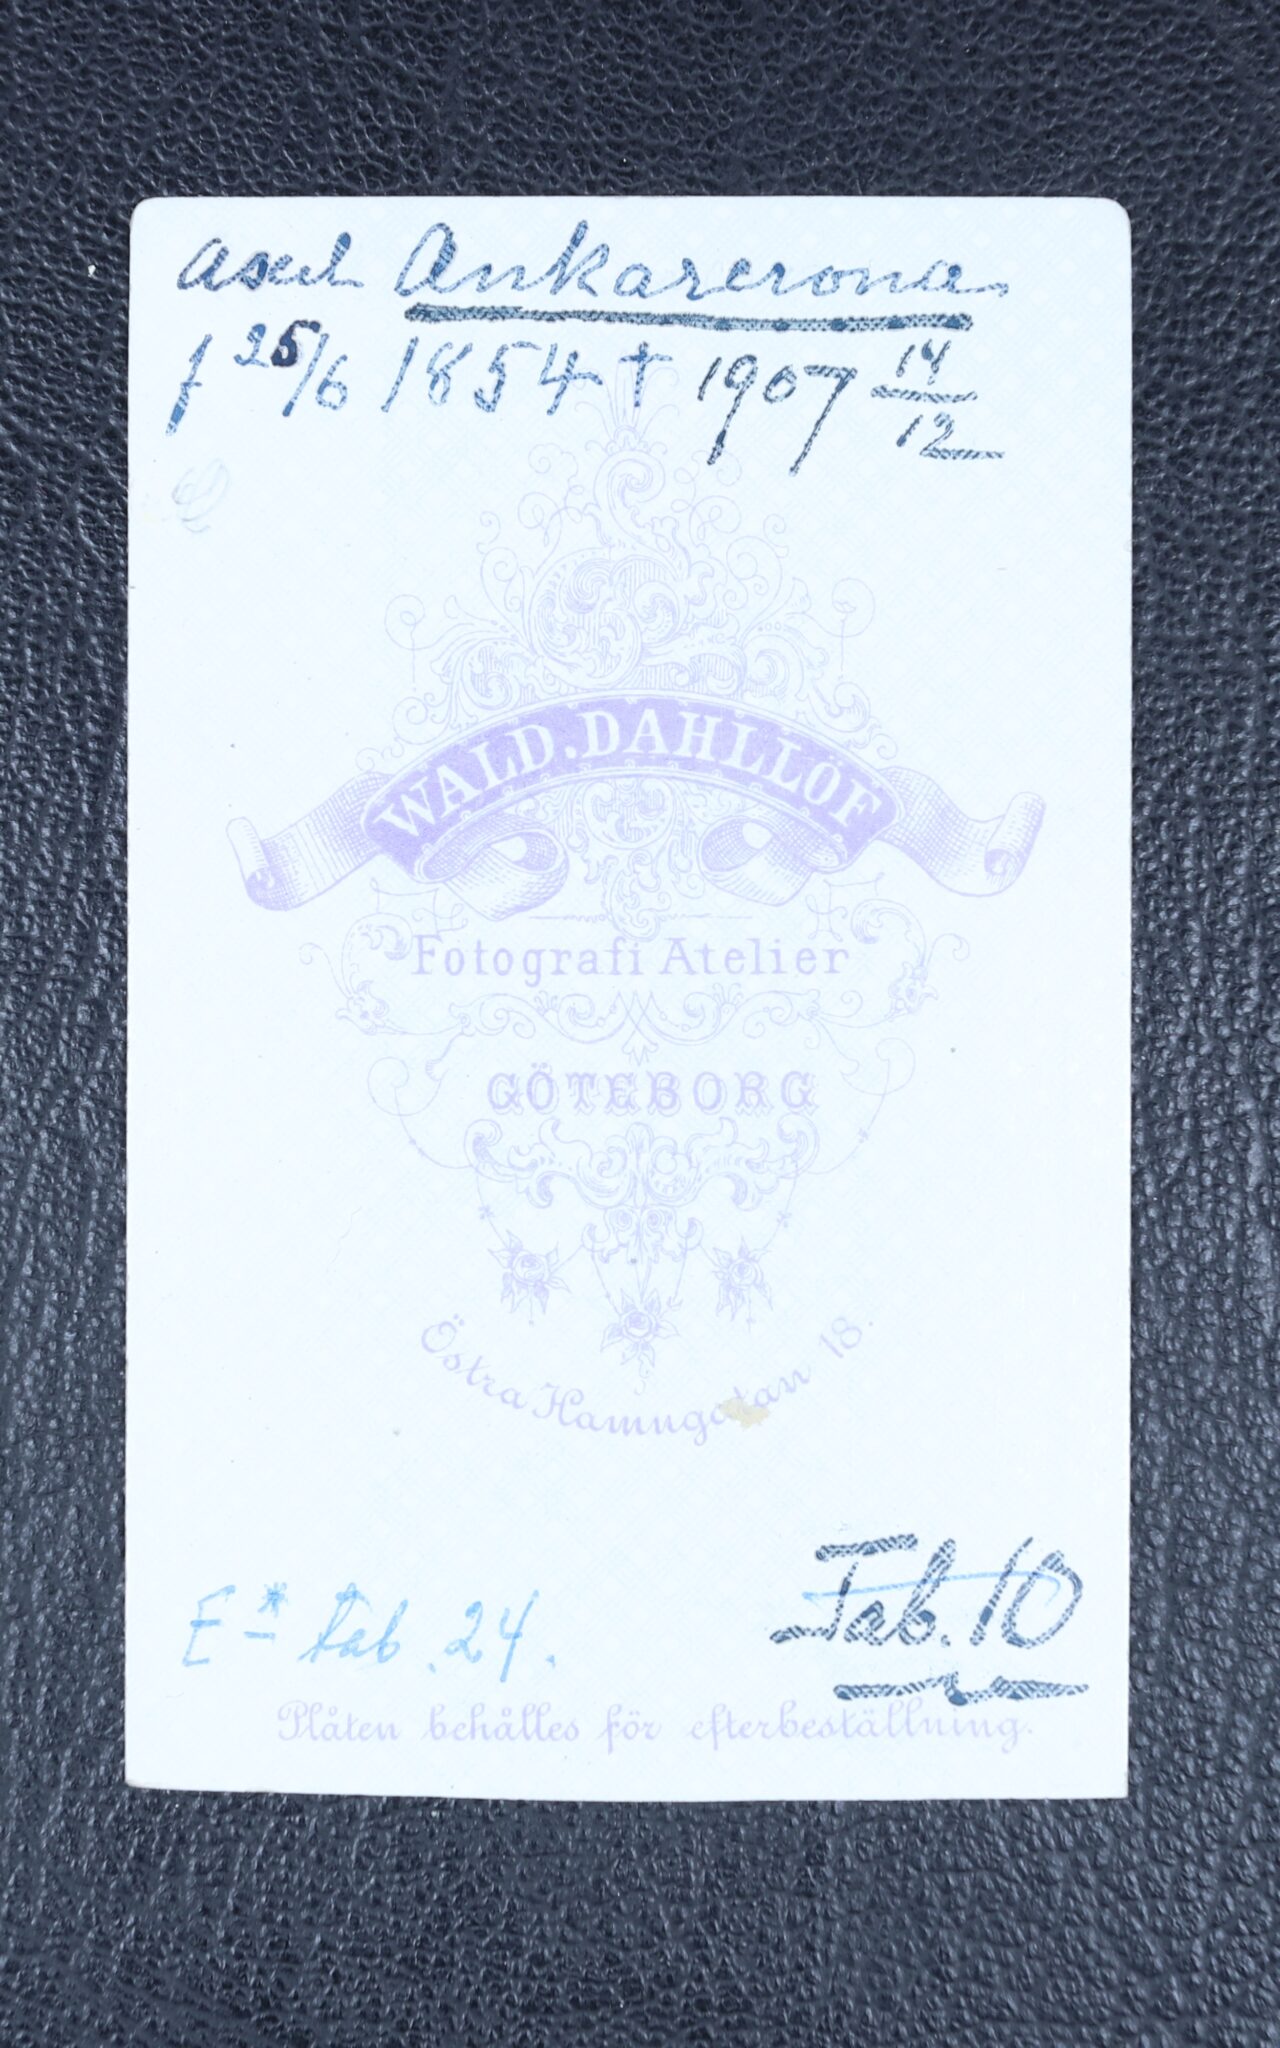 Axel Ankarcrona
f 25/6 1854 † 1907 14/12
WALD. DAHLLÖF
Fotografi Atelier
GÖTEBORG
Östra Hamngatan 18.
Tab. 10
E* tab. 24.
Plåten behålles för efterbeställning.